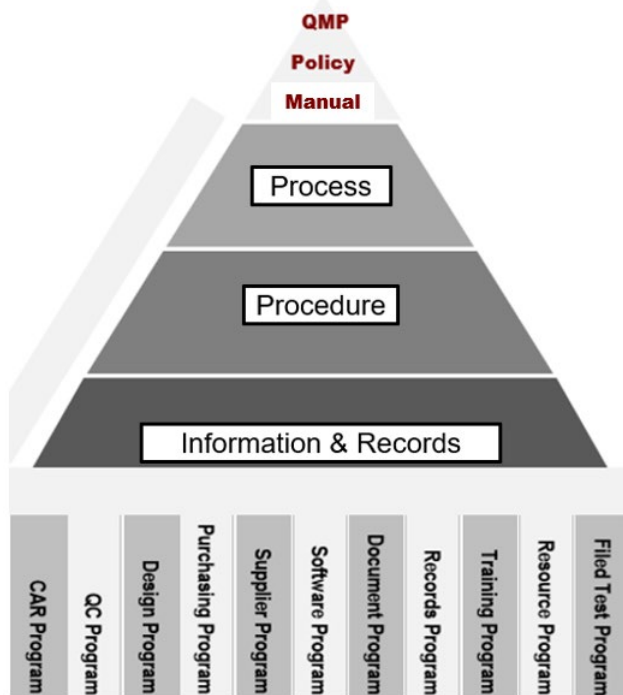 QMP
Policy
Manual
Process
Procedure
Information & Records
CAR Program
QC Program
Design Program
Purchasing Program
Supplier Program
Software Program
Document Program
Records Program
Training Program
Resource Program
Filed Test Program